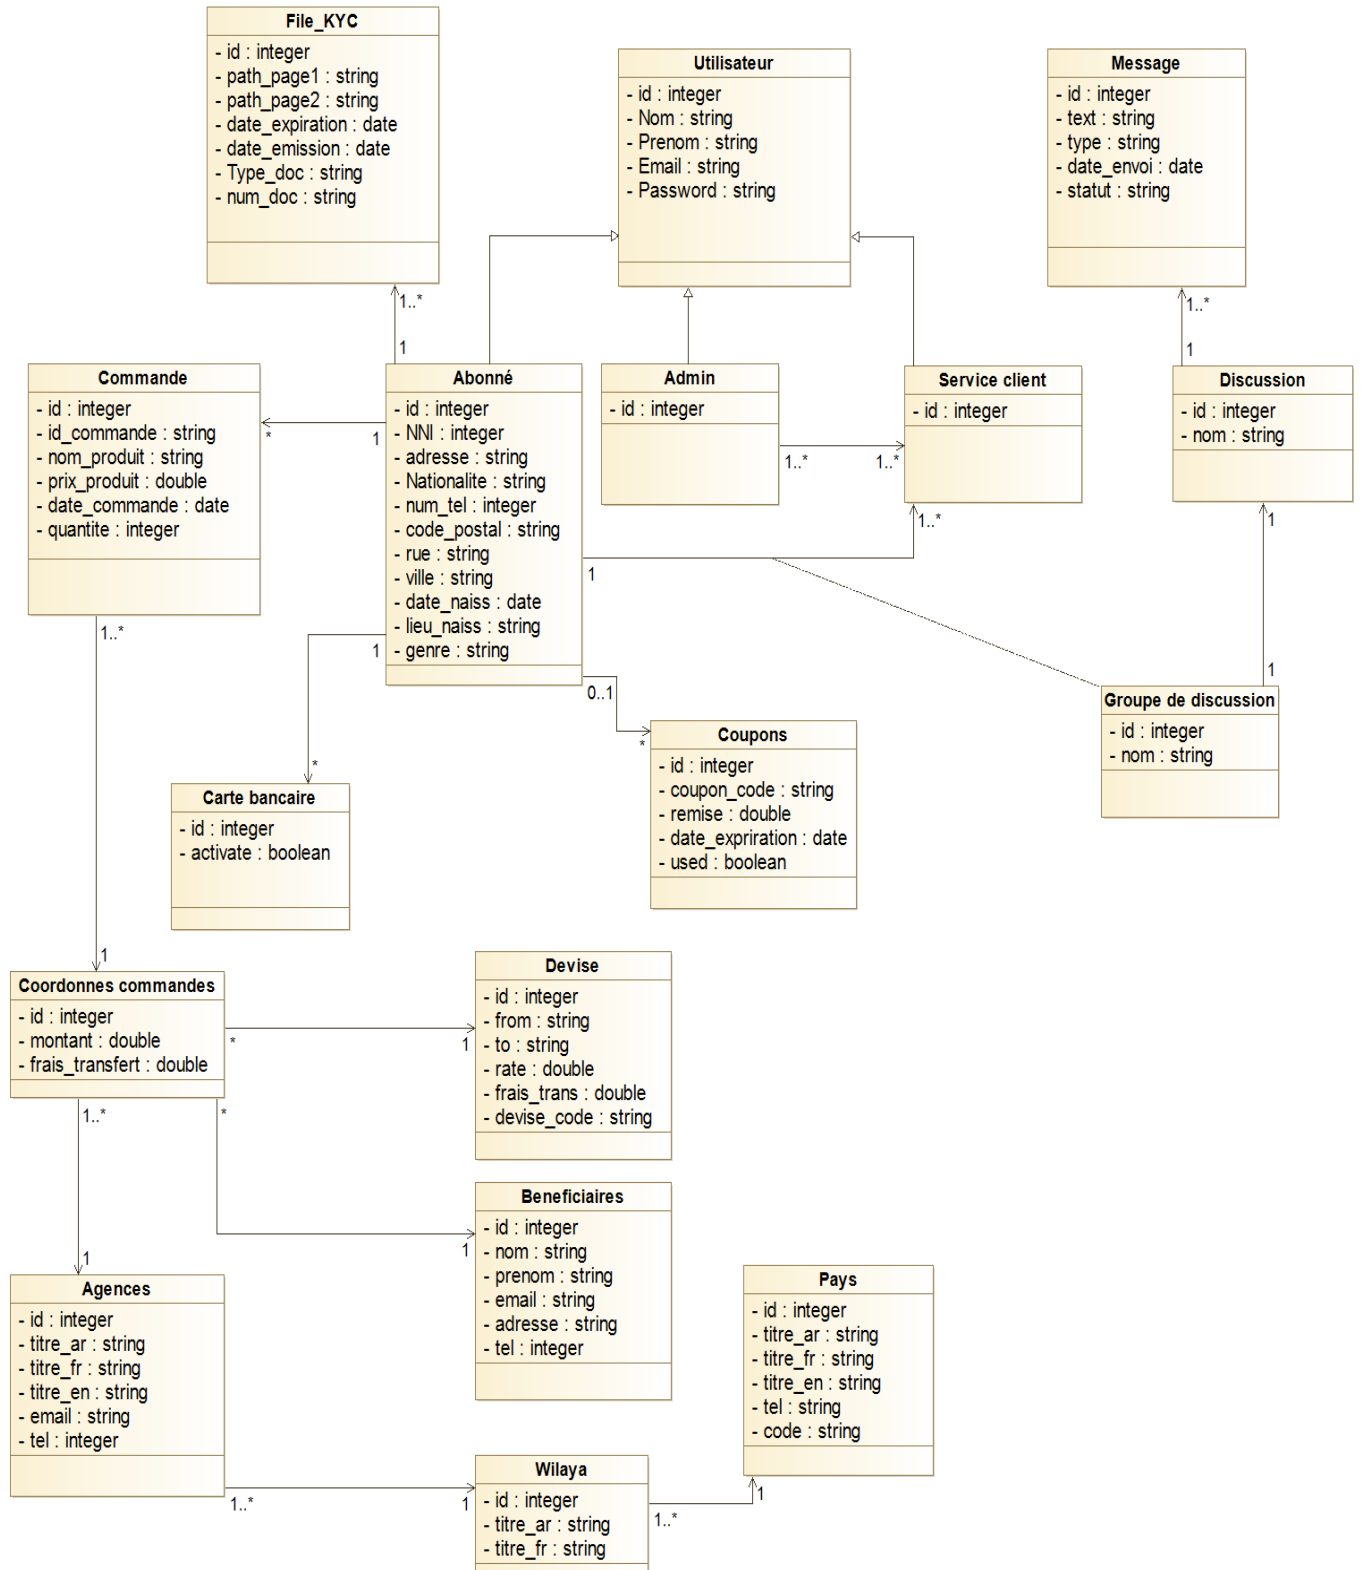 File_KYC
- id : integer
- path_page1 : string
- path_page2 : string
- date_expiration : date
- date_emission : date
- Type_doc : string
- num_doc : string
Utilisateur
- id : integer
- Nom : string
- Prenom : string
- Email : string
- Password : string
Message
- id : integer
- text : string
- type : string
- date_envoi : date
- statut : string
1..*
1
1..*
1
Commande
- id : integer
- id_commande : string
- nom_produit : string
- prix_produit : double
- date_commande : date
- quantite : integer
*
1
Abonné
- id : integer
- NNI : integer
- adresse : string
- Nationalite : string
- num_tel : integer
- code_postal : string
- rue : string
- ville : string
- date_naiss : date
- lieu_naiss : string
- genre : string
Admin
- id : integer
1..*
1..*
Service client
- id : integer
1..*
1
Discussion
- id : integer
- nom : string
1
1
1..*
1
0..1
*
*
Groupe de discussion
- id : integer
- nom : string
Coupons
- id : integer
- coupon_code : string
- remise : double
- date_expriration : date
- used : boolean
Carte bancaire
- id : integer
- activate : boolean
1
Coordonnes commandes
- id : integer
- montant : double
- frais_transfert : double
*
1
Devise
- id : integer
- from : string
- to : string
- rate : double
- frais_trans : double
- devise_code : string
1..*
*
1
1
Beneficiaires
- id : integer
- nom : string
- prenom : string
- email : string
- adresse : string
- tel : integer
Agences
- id : integer
- titre_ar : string
- titre_fr : string
- titre_en : string
- email : string
- tel : integer
Pays
- id : integer
- titre_ar : string
- titre_fr : string
- titre_en : string
- tel : string
- code : string
1..*
1
Wilaya
- id : integer
- titre_ar : string
- titre_fr : string
1..*
1